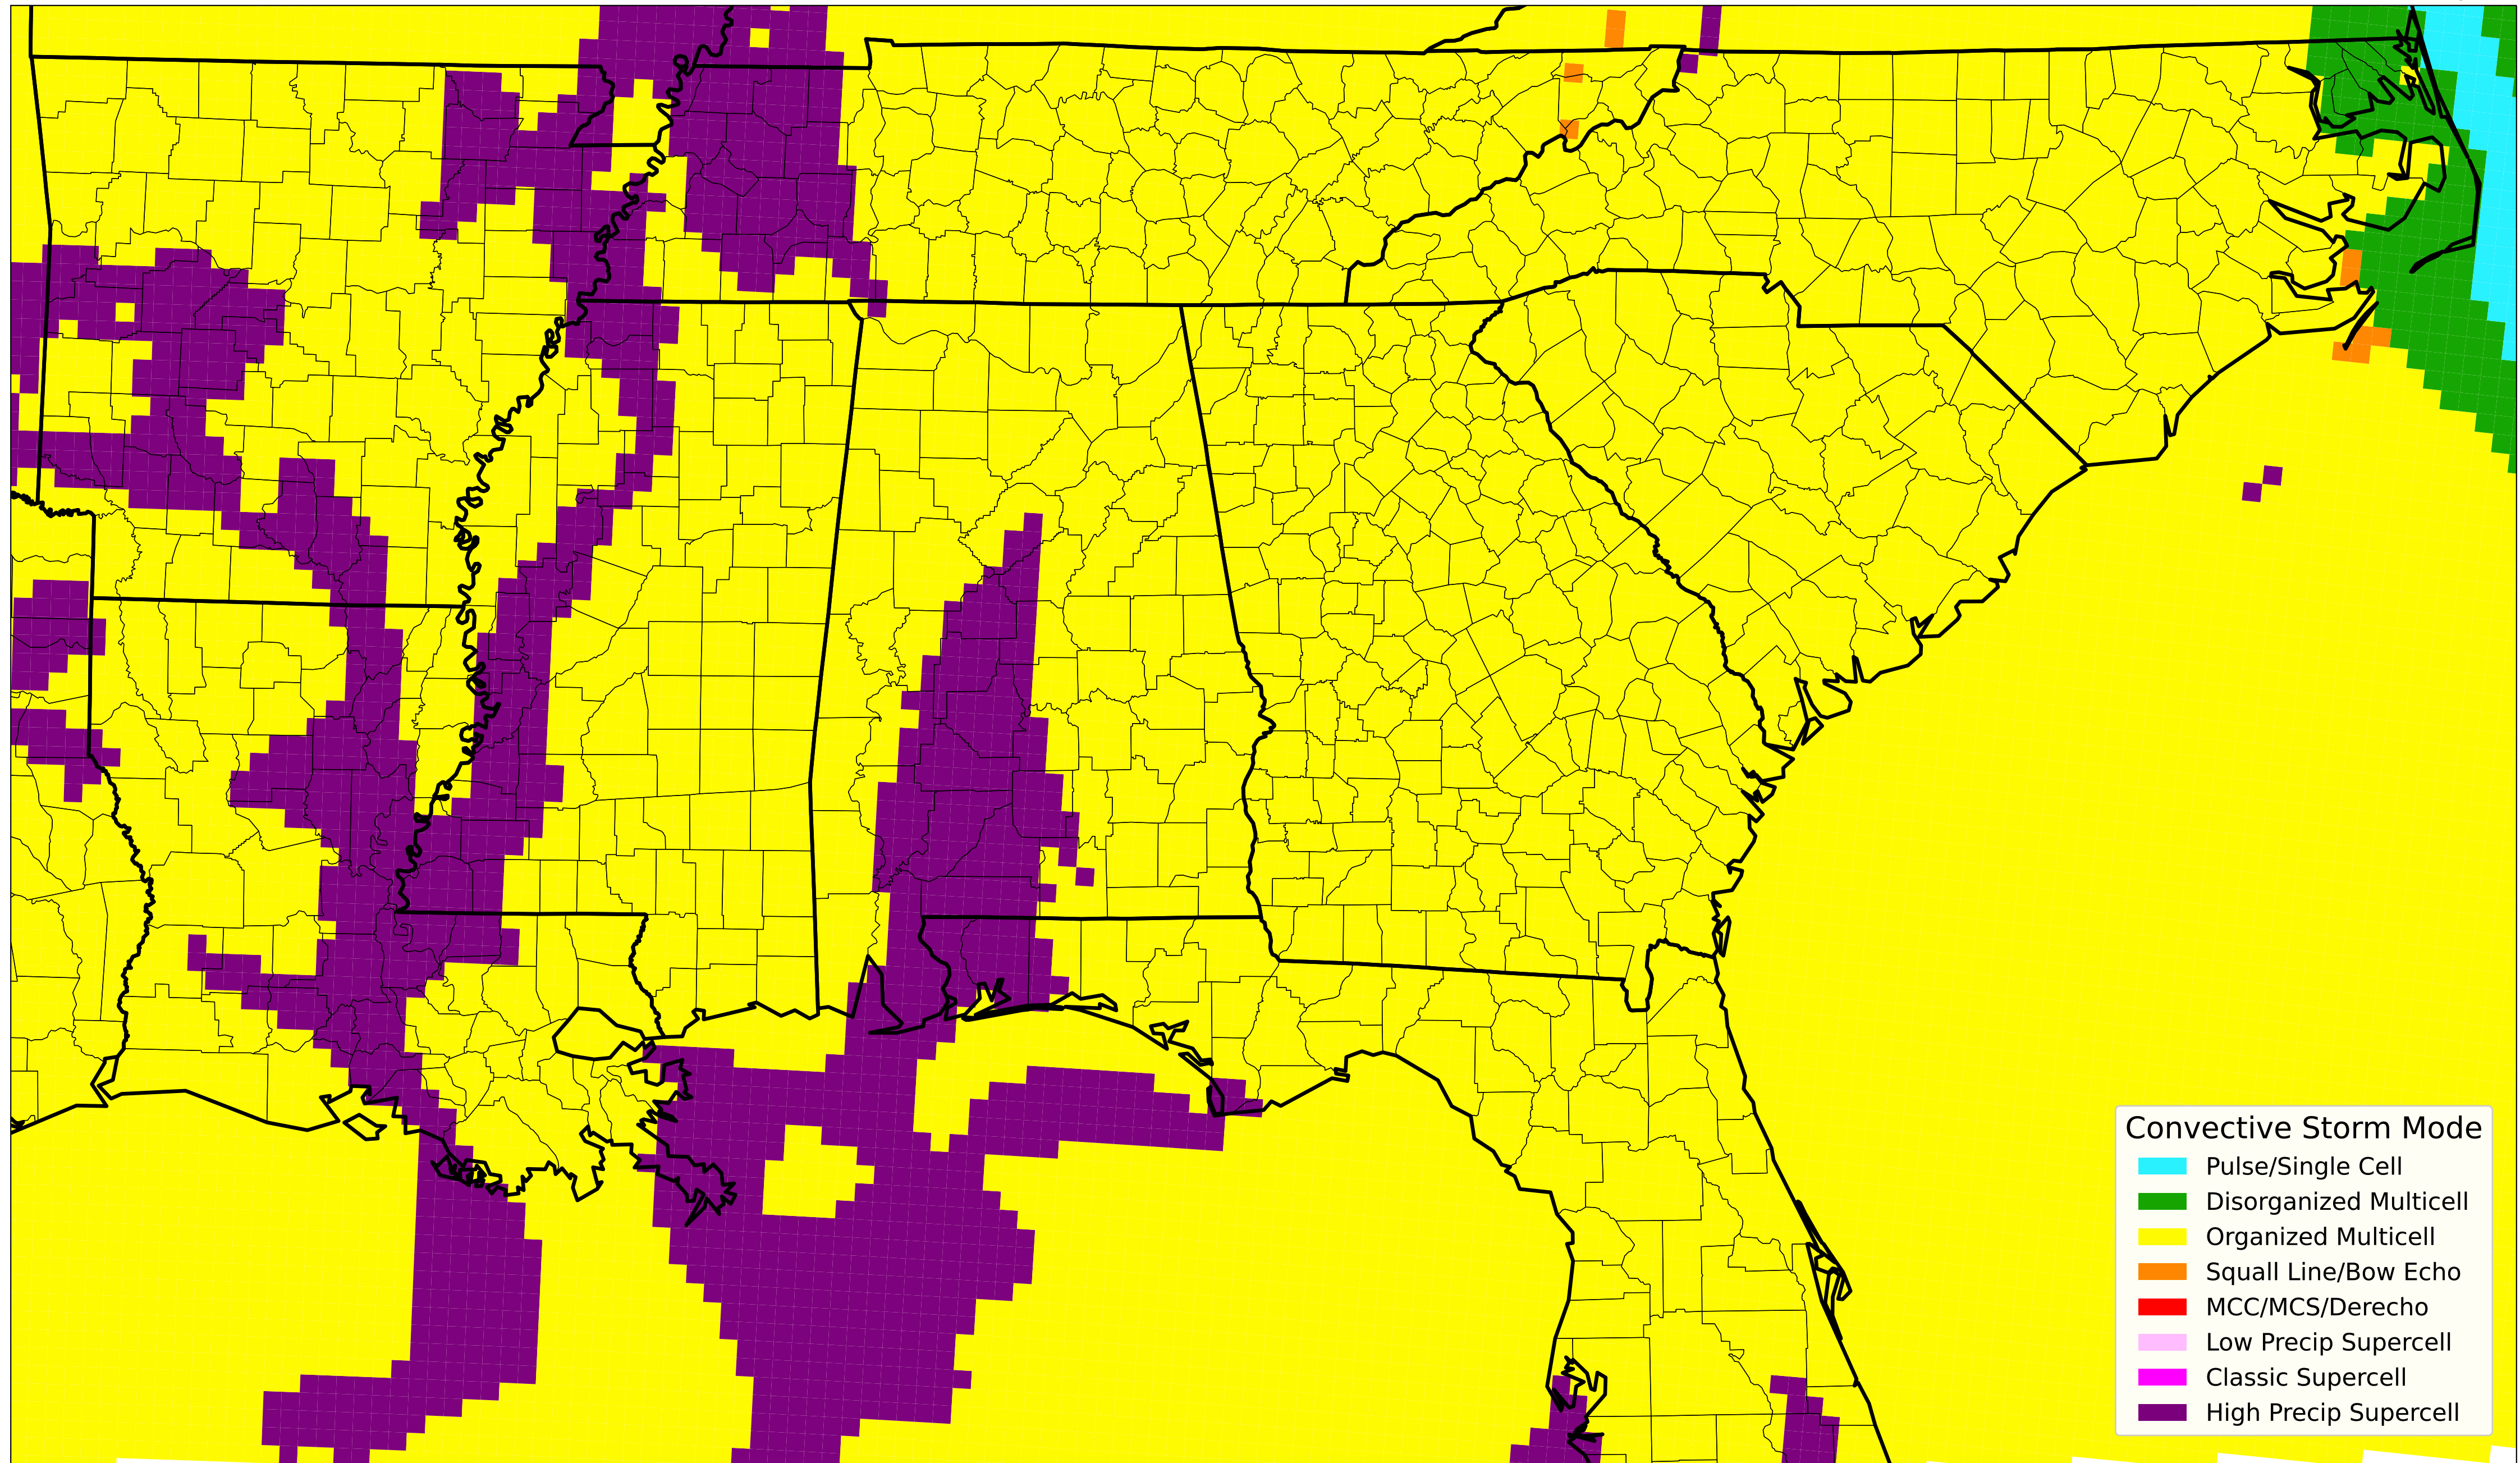 Convective Storm Mode
Pulse/Single Cell
Disorganized Multicell
Organized Multicell
Squall Line/Bow Echo
MCC/MCS/Derecho
Low Precip Supercell
Classic Supercell
High Precip Supercell